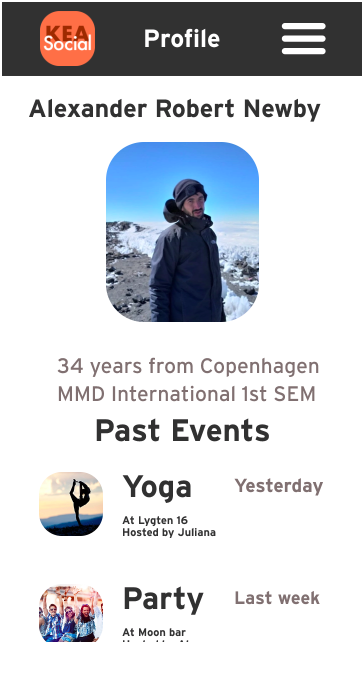 KEA
Social
Profile
Alexander Robert Newby
34 years from Copenhagen
MMD International 1st SEM
Past Events
Yoga
Yesterday
At Lygten 16
Hosted by Juliana
Party
Last week
At Moon bar